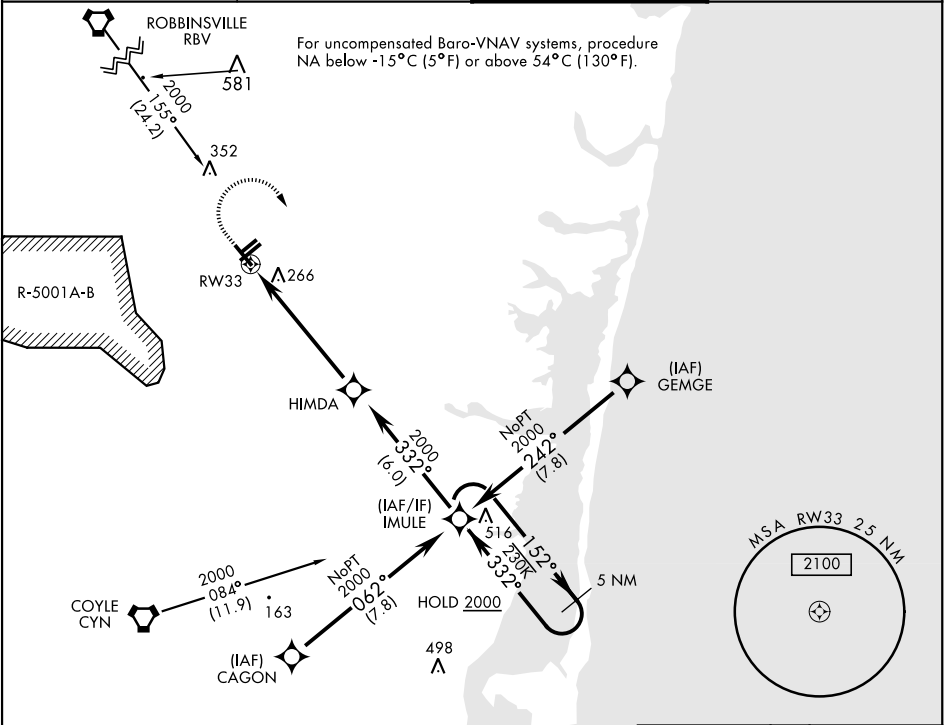 ROBBINSVILLE
RBV
For uncompensated Baro-VNAV systems, procedure
NA below -15°C (5°F) or above 54°C (130°F).
581
2000
155°
(24.2)
352
RW33
266
R-5001A-B
HIMDA
(IAF)
GEMGE
NoPT
2000
242°
(7.8)
2000
332°
(6.0)
(IAF/IF)
IMULE
516
230K
152°
332°
5 NM
HOLD 2000
MSA RW33 25 NM
2100
2000
084°
(11.9)
163
COYLE
CYN
NoPT
2000
062°
(7.8)
(IAF)
CAGON
498